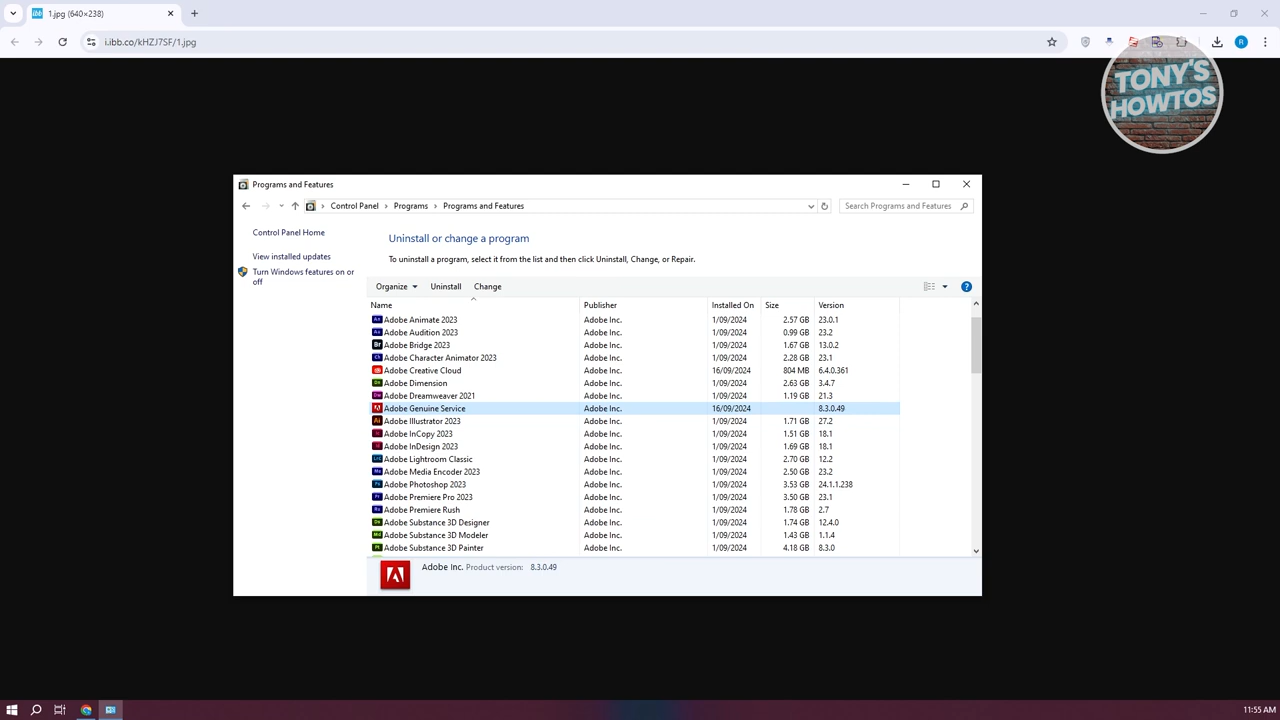 1.jpg (640×238)
i.ibb.co/kHZJ7SF/1.jpg
R
TONY'S
HOWTOS
Programs and Features
Control Panel > Programs > Programs and Features
Search Programs and Features
Control Panel Home
View installed updates
Turn Windows features on or
off
Uninstall or change a program
To uninstall a program, select it from the list and then click Uninstall, Change, or Repair.
Organize Uninstall Change
Name Publisher Installed On Size Version
Adobe Animate 2023 Adobe Inc. 1/09/2024 2.57 GB 23.0.1
Adobe Audition 2023 Adobe Inc. 1/09/2024 0.99 GB 23.2
Adobe Bridge 2023 Adobe Inc. 1/09/2024 1.67 GB 13.0.2
Adobe Character Animator 2023 Adobe Inc. 1/09/2024 2.28 GB 23.1
Adobe Creative Cloud Adobe Inc. 16/09/2024 804 MB 6.4.0.361
Adobe Dimension Adobe Inc. 1/09/2024 2.63 GB 3.4.7
Adobe Dreamweaver 2021 Adobe Inc. 1/09/2024 1.19 GB 21.3
Adobe Genuine Service Adobe Inc. 16/09/2024 8.3.0.49
Adobe Illustrator 2023 Adobe Inc. 1/09/2024 1.71 GB 27.2
Adobe InCopy 2023 Adobe Inc. 1/09/2024 1.51 GB 18.1
Adobe InDesign 2023 Adobe Inc. 1/09/2024 1.69 GB 18.1
Adobe Lightroom Classic Adobe Inc. 1/09/2024 2.70 GB 12.2
Adobe Media Encoder 2023 Adobe Inc. 1/09/2024 2.50 GB 23.2
Adobe Photoshop 2023 Adobe Inc. 1/09/2024 3.53 GB 24.1.1.238
Adobe Premiere Pro 2023 Adobe Inc. 1/09/2024 3.50 GB 23.1
Adobe Premiere Rush Adobe Inc. 1/09/2024 1.78 GB 2.7
Adobe Substance 3D Designer Adobe Inc. 1/09/2024 1.74 GB 12.4.0
Adobe Substance 3D Modeler Adobe Inc. 1/09/2024 1.43 GB 1.1.4
Adobe Substance 3D Painter Adobe Inc. 1/09/2024 4.18 GB 8.3.0
Adobe Inc. Product version: 8.3.0.49
11:55 AM